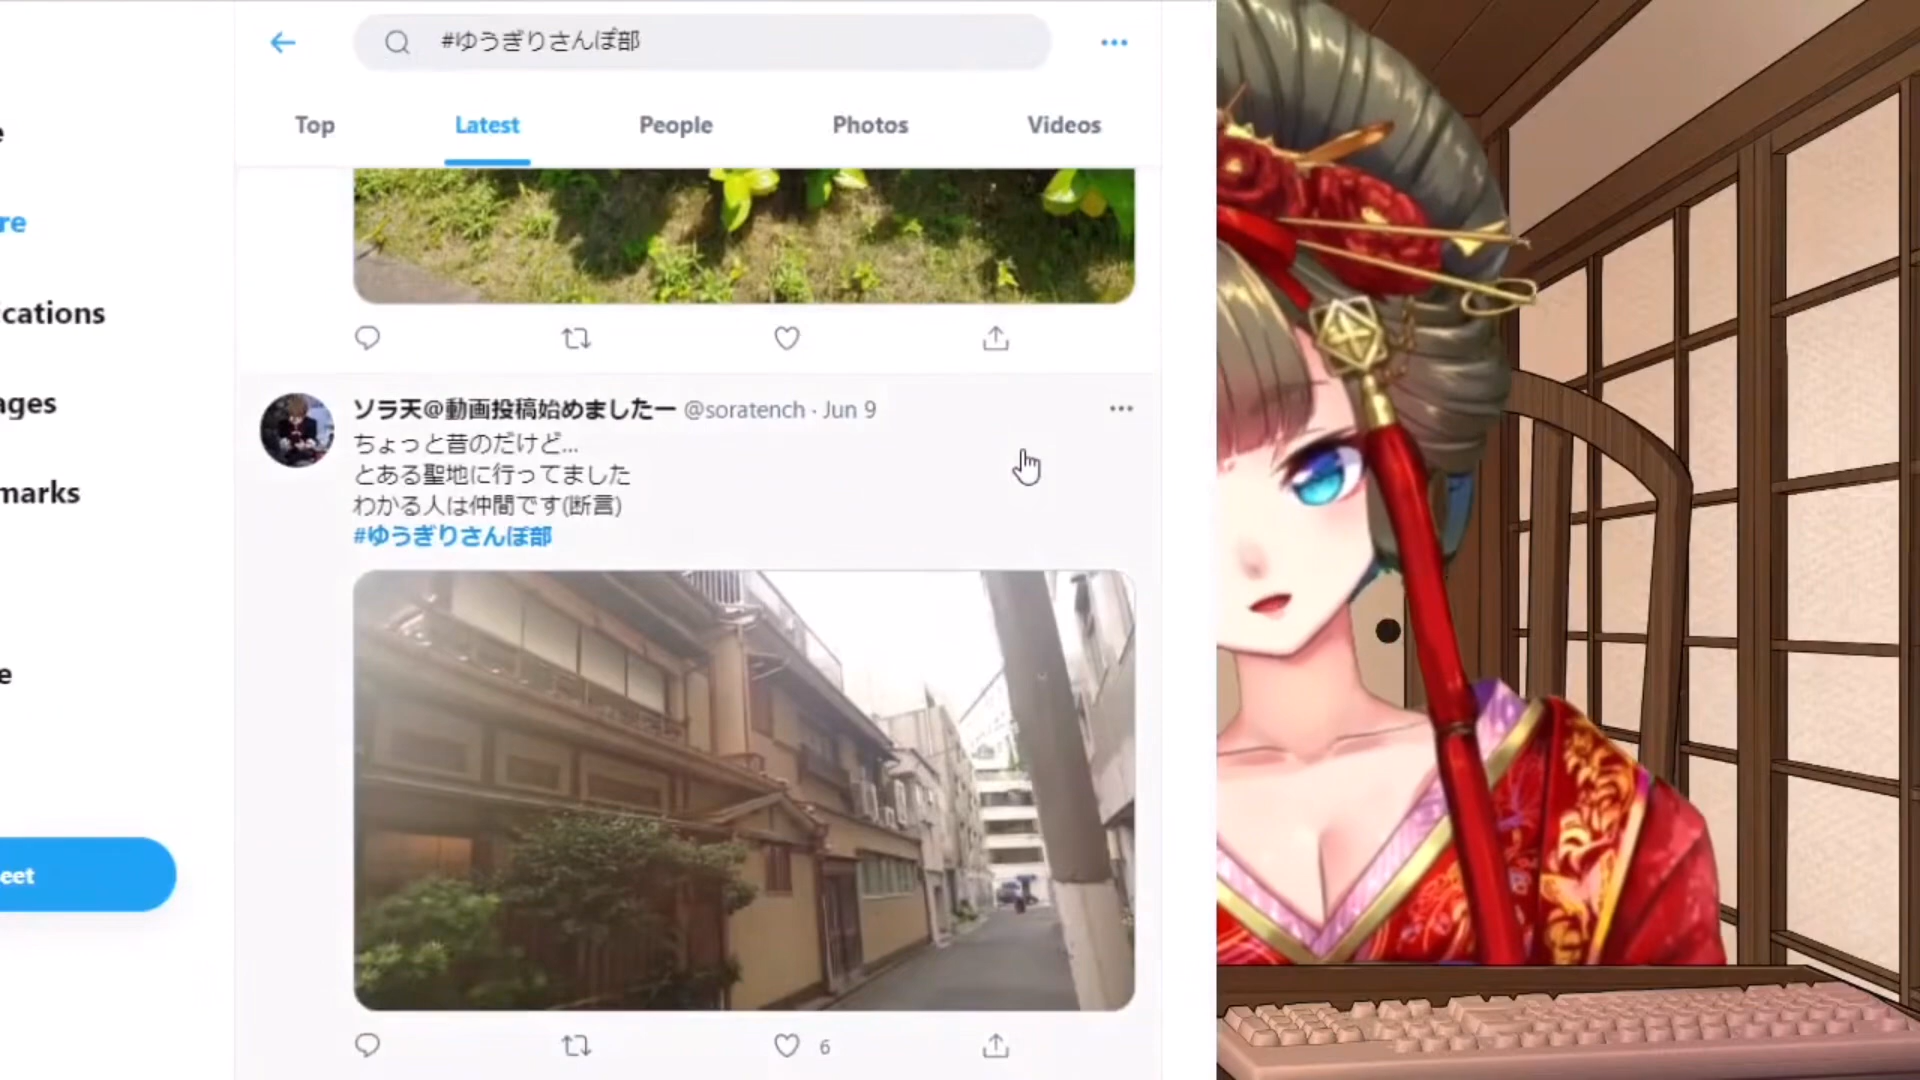 #ゆうぎりさんぽ部
Top
Latest
People
Photos
Videos
e
re
cations
ages
marks
e
eet
ソラ天@動画投稿始めましたー @soratench · Jun 9
ちょっと昔のだけど...
とある聖地に行ってました
わかる人は仲間です(断言)
#ゆうぎりさんぽ部
6